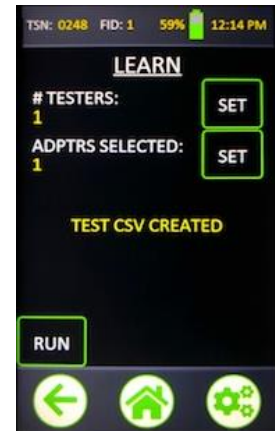 TSN: 0248 FID: 1 59% 12:14 PM
LEARN
# TESTERS:
1
SET
ADPTRS SELECTED:
1
SET
TEST CSV CREATED
RUN